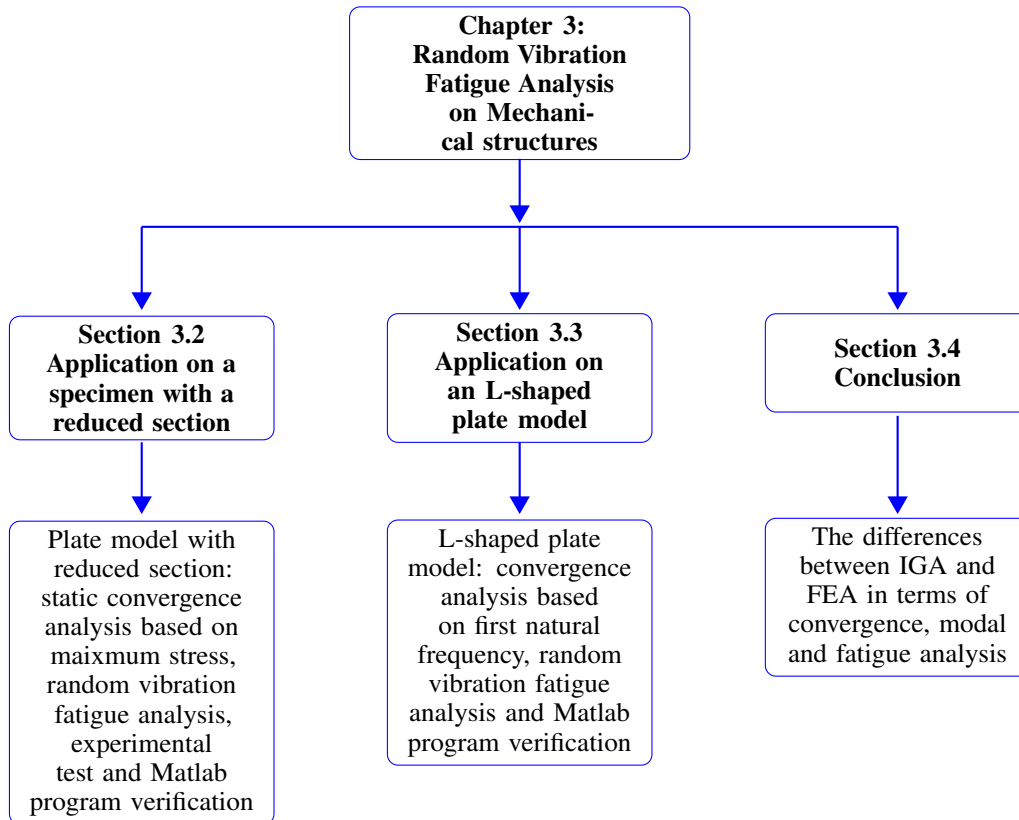 Chapter 3:
Random Vibration
Fatigue Analysis
on Mechani-
cal structures
Section 3.2
Application on a
specimen with a
reduced section
Section 3.3
Application on
an L-shaped
plate model
Section 3.4
Conclusion
Plate model with
reduced section:
static convergence
analysis based on
maixmum stress,
random vibration
fatigue analysis,
experimental
test and Matlab
program verification
L-shaped plate
model: convergence
analysis based
on first natural
frequency, random
vibration fatigue
analysis and Matlab
program verification
The differences
between IGA and
FEA in terms of
convergence, modal
and fatigue analysis